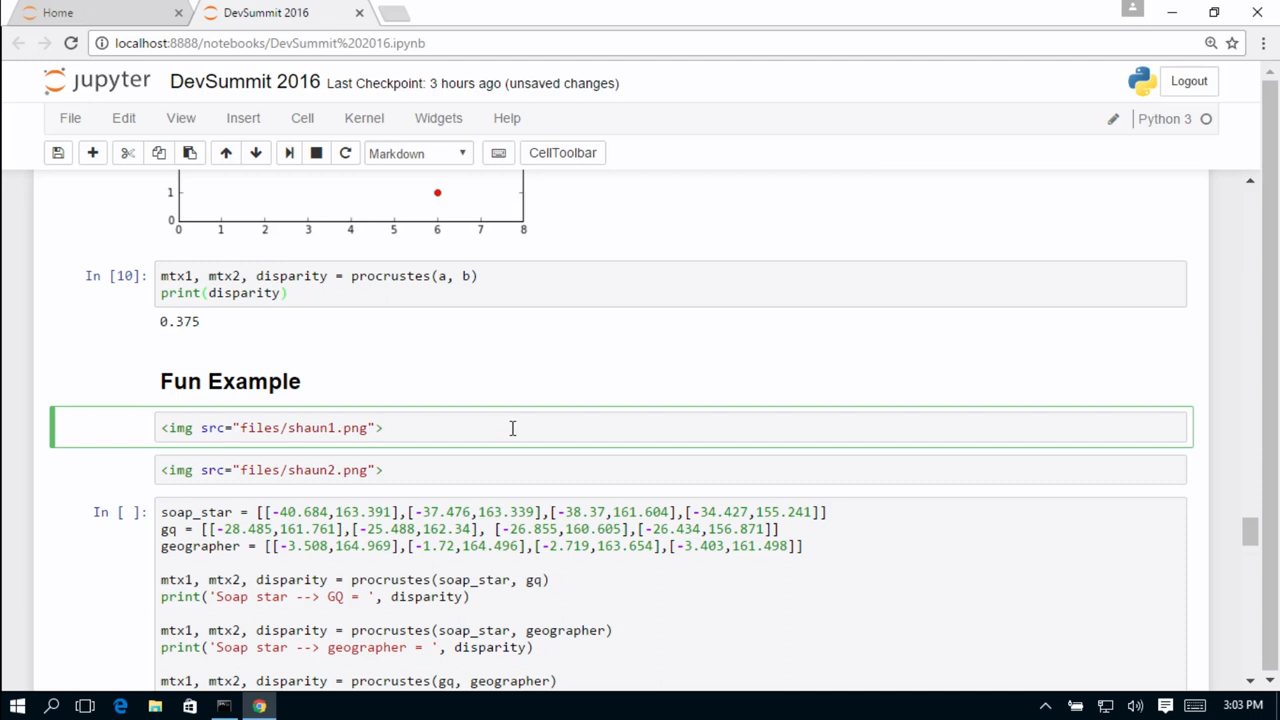 Home
DevSummit 2016
localhost:8888/notebooks/DevSummit%202016.ipynb
jupyter DevSummit 2016 Last Checkpoint: 3 hours ago (unsaved changes)
Logout
File Edit View Insert Cell Kernel Widgets Help
Python 3
Markdown
CellToolbar
1
0
0 1 2 3 4 5 6 7 8
In [10]: mtx1, mtx2, disparity = procrustes(a, b)
print(disparity)
0.375
Fun Example
<img src="files/shaun1.png">
<img src="files/shaun2.png">
In [ ]: soap_star = [[-40.684,163.391],[-37.476,163.339],[-38.37,161.604],[-34.427,155.241]]
gq = [[-28.485,161.761],[-25.488,162.34], [-26.855,160.605],[-26.434,156.871]]
geographer = [[-3.508,164.969],[-1.72,164.496],[-2.719,163.654],[-3.403,161.498]]
mtx1, mtx2, disparity = procrustes(soap_star, gq)
print('Soap star --> GQ = ', disparity)
mtx1, mtx2, disparity = procrustes(soap_star, geographer)
print('Soap star --> geographer = ', disparity)
mtx1, mtx2, disparity = procrustes(gq, geographer)
3:03 PM